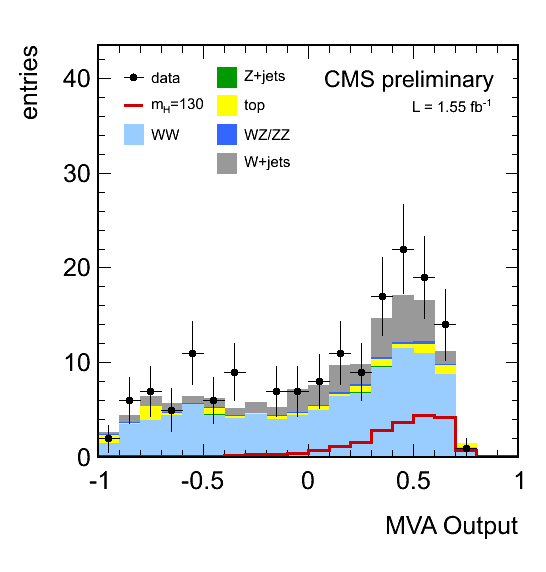 entries
40
30
20
10
0
data
m_H=130
WW
Z+jets
top
WZ/ZZ
W+jets
CMS preliminary
L = 1.55 fb⁻¹
-1
-0.5
0
0.5
1
MVA Output